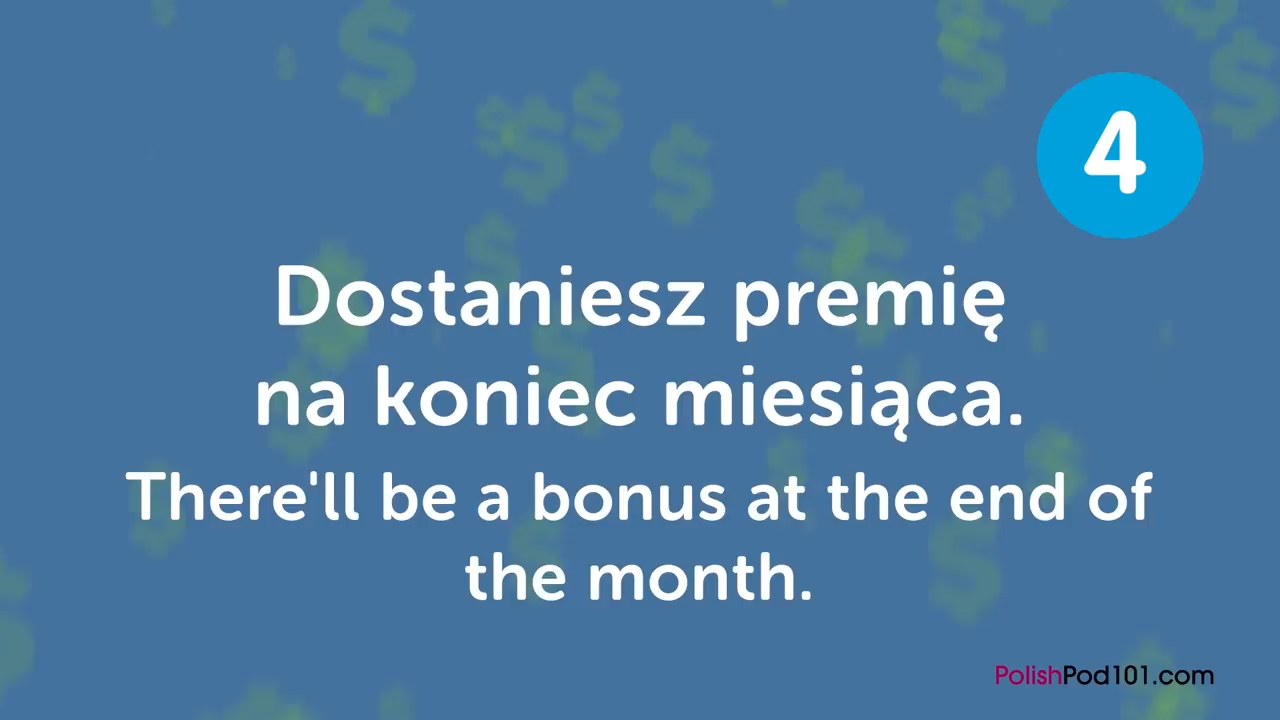 4
Dostaniesz premię
na koniec miesiąca.
There'll be a bonus at the end of
the month.
PolishPod101.com